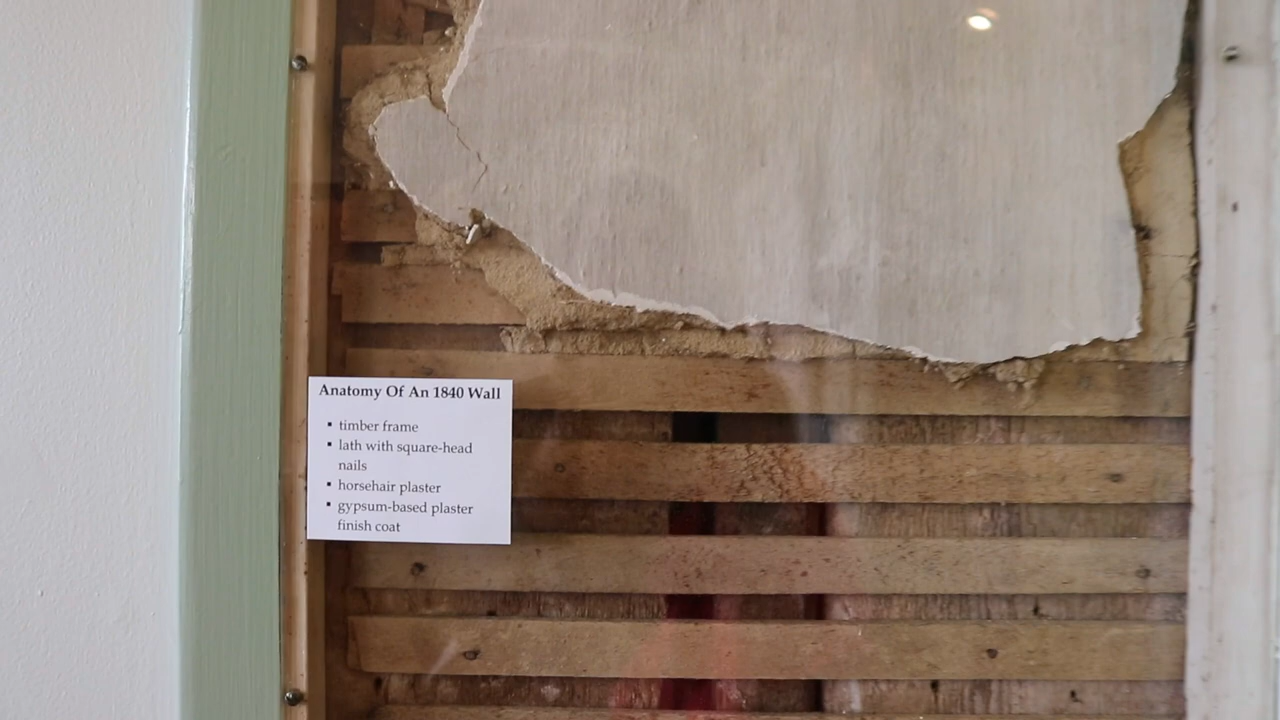 Anatomy Of An 1840 Wall
▪ timber frame
▪ lath with square-head
nails
▪ horsehair plaster
▪ gypsum-based plaster
finish coat